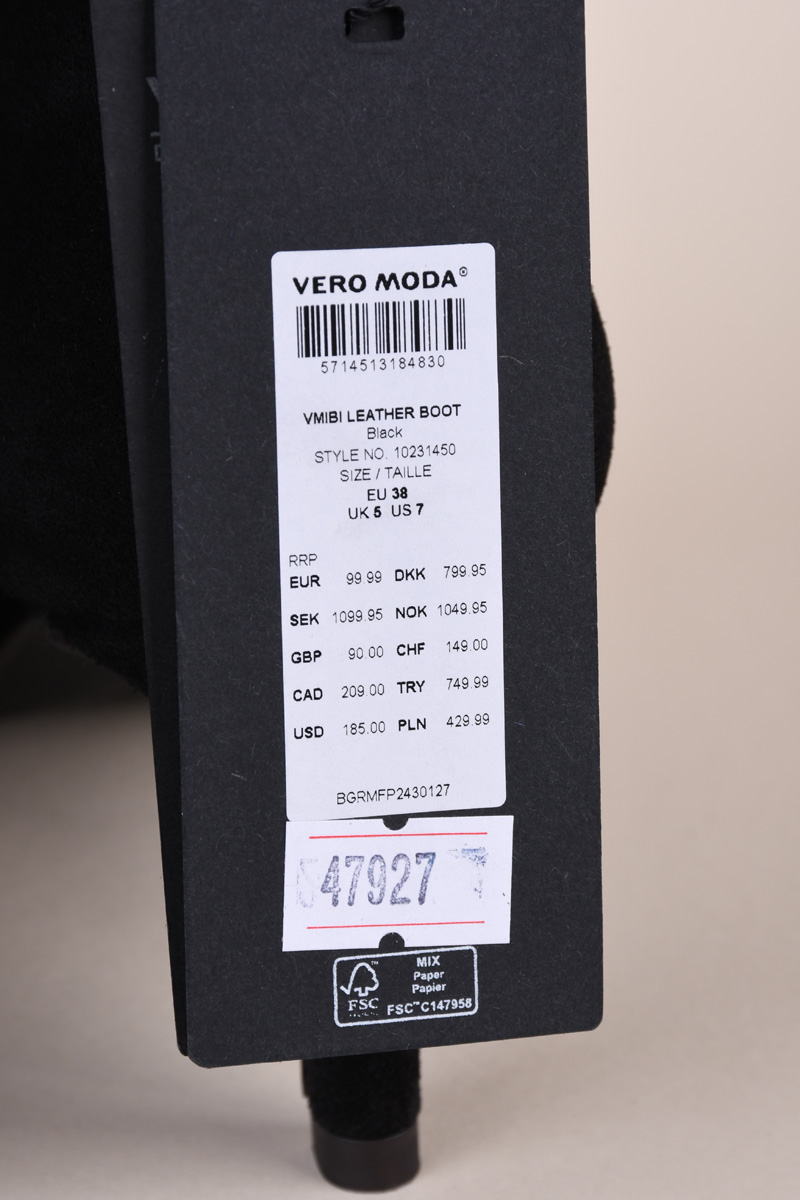 VERO MODA®
5714513184830
VMIBI LEATHER BOOT
Black
STYLE NO. 10231450
SIZE / TAILLE
EU 38
UK 5 US 7
RRP
EUR 99.99 DKK 799.95
SEK 1099.95 NOK 1049.95
GBP 90.00 CHF 149.00
CAD 209.00 TRY 749.99
USD 185.00 PLN 429.99
BGRMFP2430127
47927
MIX
Paper
Papier
FSC™ C147958
FSC